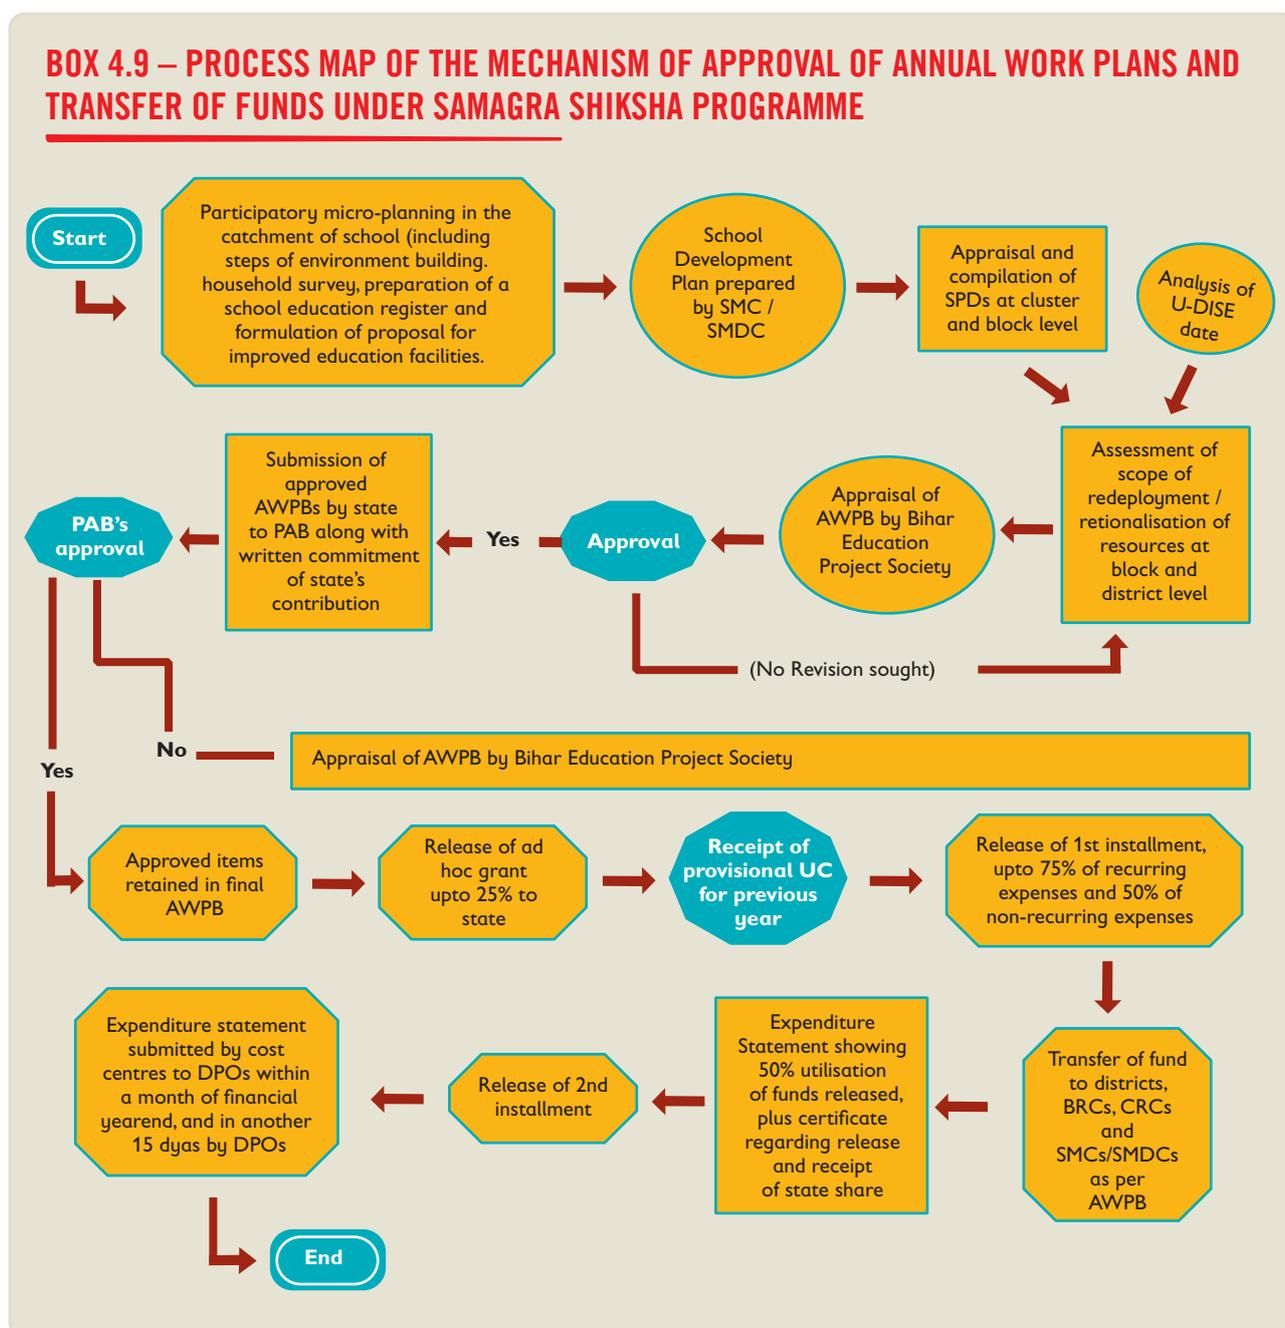 BOX 4.9 – PROCESS MAP OF THE MECHANISM OF APPROVAL OF ANNUAL WORK PLANS AND
TRANSFER OF FUNDS UNDER SAMAGRA SHIKSHA PROGRAMME
Start
Participatory micro-planning in the
catchment of school (including
steps of environment building.
household survey, preparation of a
school education register and
formulation of proposal for
improved education facilities.
School
Development
Plan prepared
by SMC /
SMDC
Appraisal and
compilation of
SPDs at cluster
and block level
Analysis of
U-DISE
date
Assessment of
scope of
redeployment /
retionalisation of
resources at
block and
district level
Appraisal of
AWPB by Bihar
Education
Project Society
Approval
Yes
Submission of
approved
AWPBs by state
to PAB along with
written commitment
of state's
contribution
PAB's
approval
(No Revision sought)
No
Appraisal of AWPB by Bihar Education Project Society
Yes
Approved items
retained in final
AWPB
Release of ad
hoc grant
upto 25% to
state
Receipt of
provisional UC
for previous
year
Release of 1st installment,
upto 75% of recurring
expenses and 50% of
non-recurring expenses
Transfer of fund
to districts,
BRCs, CRCs
and
SMCs/SMDCs
as per
AWPB
Expenditure
Statement showing
50% utilisation
of funds released,
plus certificate
regarding release
and receipt
of state share
Release of 2nd
installment
Expenditure statement
submitted by cost
centres to DPOs within
a month of financial
yearend, and in another
15 dyas by DPOs
End